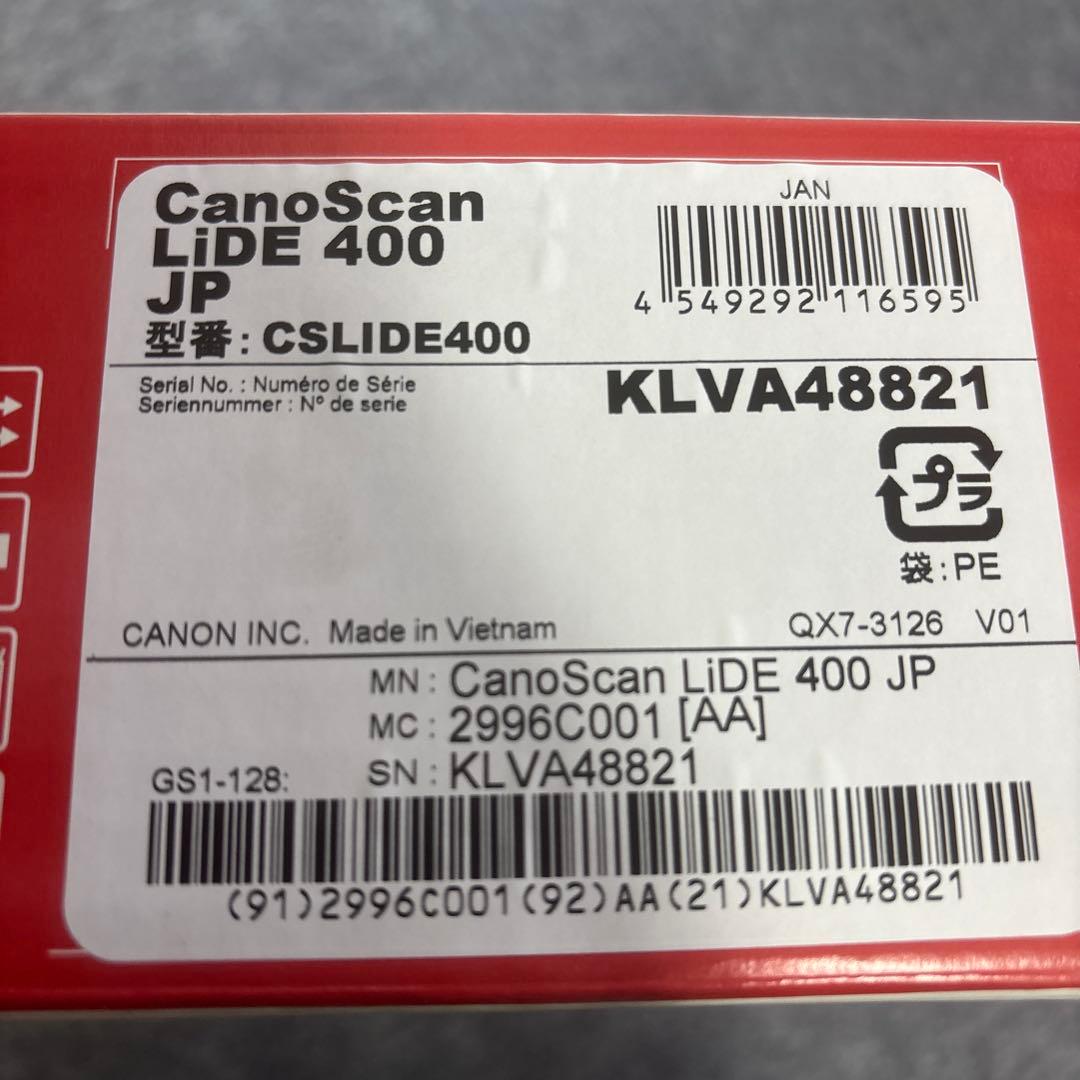 CanoScan
LiDE 400
JP
型番: CSLIDE400
JAN
4 549292 116595
Serial No. : Numéro de Série
Seriennummer : Nº de serie
KLVA48821
プラ
袋:PE
CANON INC. Made in Vietnam
QX7-3126 V01
MN : CanoScan LiDE 400 JP
MC : 2996C001 [AA]
SN : KLVA48821
GS1-128:
(91)2996C001(92)AA(21)KLVA48821